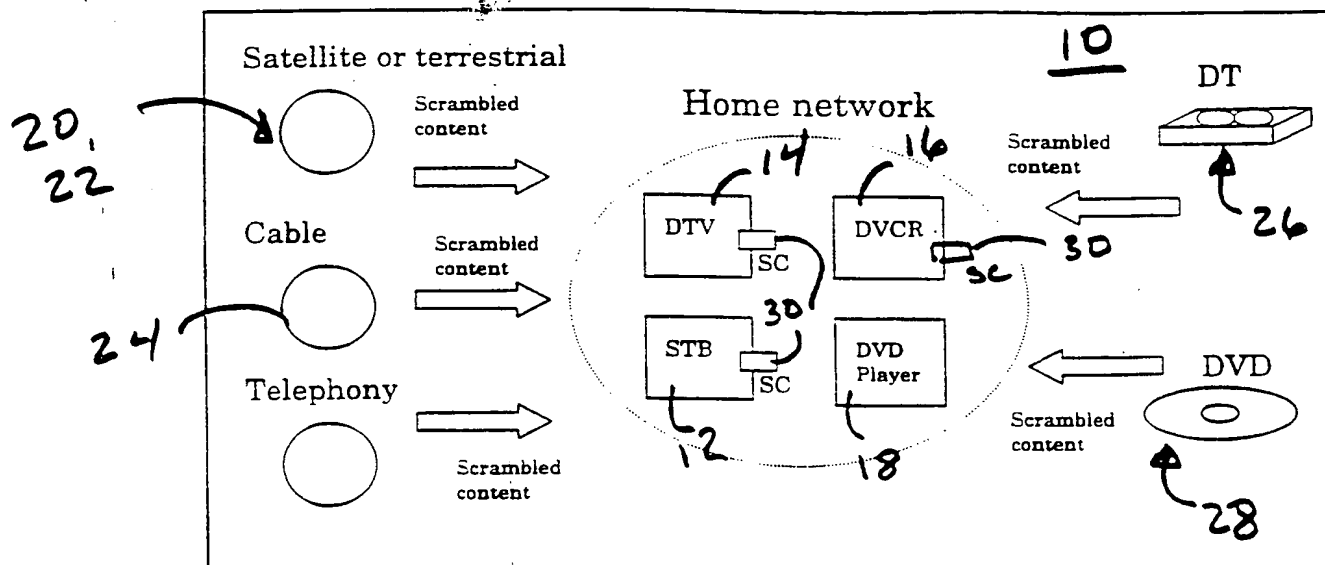 10
Satellite or terrestrial
20,
22
Scrambled
content
Cable
24
Scrambled
content
Telephony
Scrambled
content
Home network
14
DTV
SC
16
DVCR
SC
30
30
STB
SC
12
DVD
Player
18
DT
Scrambled
content
26
DVD
Scrambled
content
28